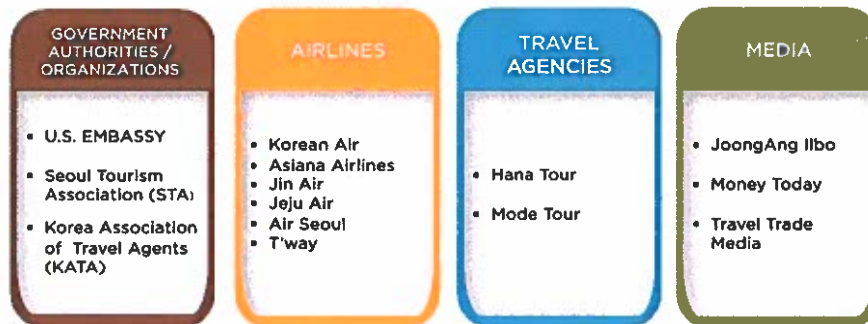 GOVERNMENT
AUTHORITIES /
ORGANIZATIONS
• U.S. EMBASSY
• Seoul Tourism
Association (STA)
• Korea Association
of Travel Agents
(KATA)
AIRLINES
• Korean Air
• Asiana Airlines
• Jin Air
• Jeju Air
• Air Seoul
• T'way
TRAVEL
AGENCIES
• Hana Tour
• Mode Tour
MEDIA
• JoongAng Ilbo
• Money Today
• Travel Trade
Media